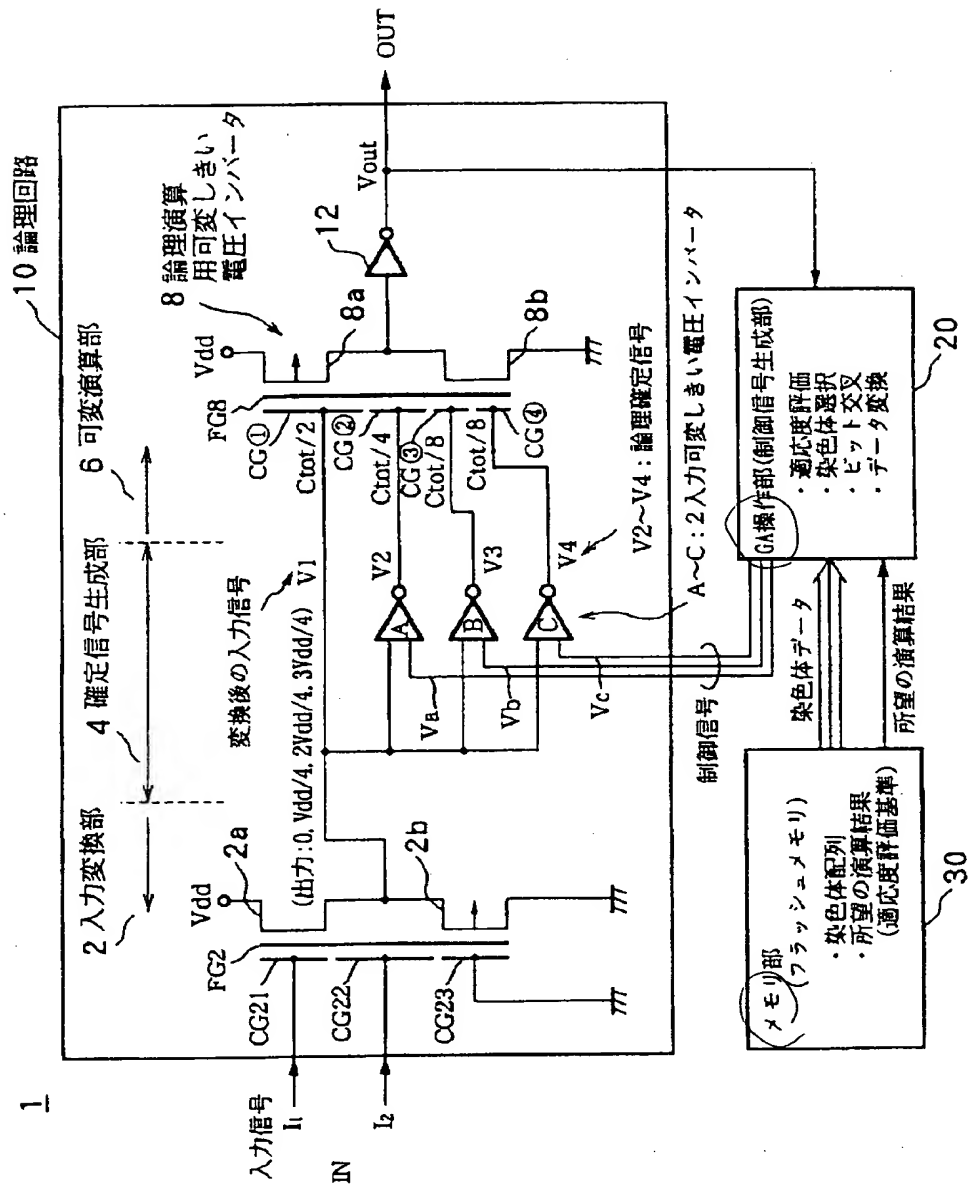 1
10 論理回路
2 入力変換部
4 確定信号生成部
6 可変演算部
8 論理演算
用可変しきい
電圧インバータ
入力信号
I1
I2
IN
Vdd
2a
FG2
CG21
CG22
CG23
2b
変換後の入力信号
V1
(出力:0,Vdd/4,2Vdd/4,3Vdd/4)
A
B
C
V2
V3
V4
Va
Vb
Vc
制御信号
Vdd
FG8
CG①
Ctot/2
CG②
Ctot/4
CG③
Ctot/8
Ctot/8
CG④
8a
8b
12
Vout
OUT
V2~V4:論理確定信号
A~C:2入力可変しきい電圧インバータ
GA操作部(制御信号生成部)
・適応度評価
・染色体選択
・ビット交叉
・データ変換
20
染色体データ
所望の演算結果
メモリ部
(フラッシュメモリ)
・染色体配列
・所望の演算結果
(適応度評価基準)
30